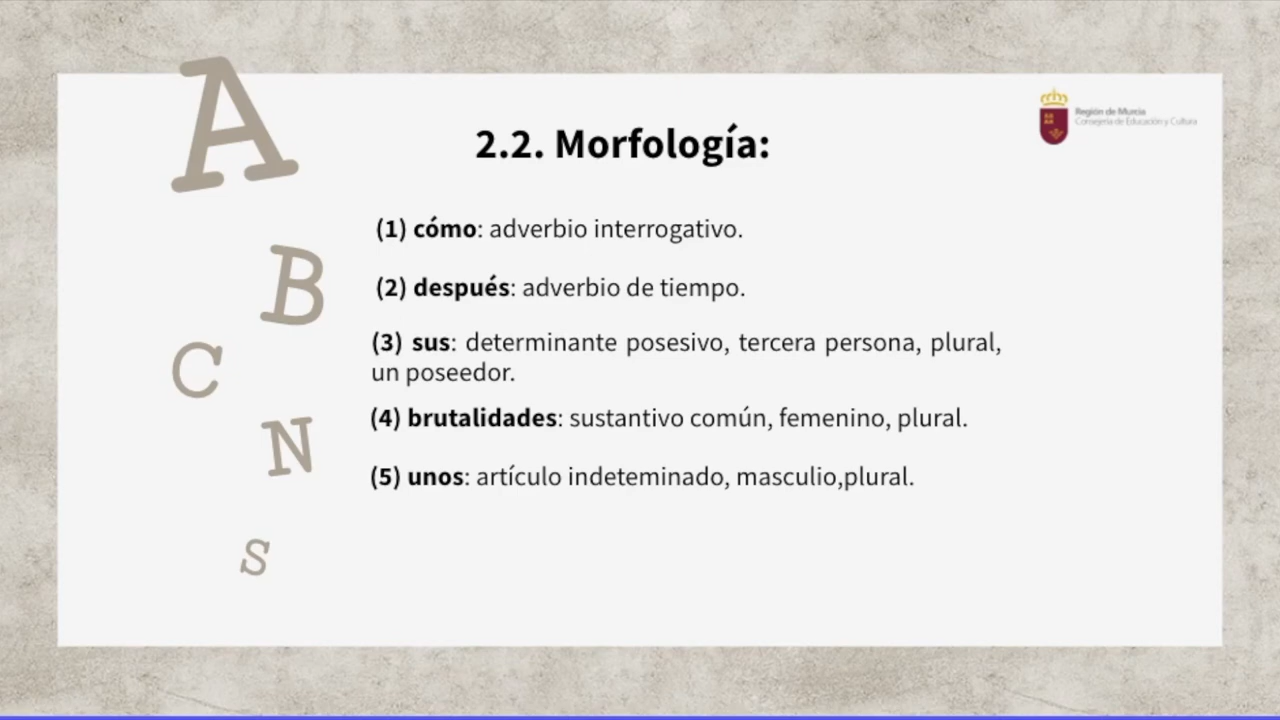 A
2.2. Morfología:
Región de Murcia
Consejería de Educación y Cultura
(1) cómo: adverbio interrogativo.
B
(2) después: adverbio de tiempo.
C
(3) sus: determinante posesivo, tercera persona, plural,
un poseedor.
(4) brutalidades: sustantivo común, femenino, plural.
N
(5) unos: artículo indeteminado, masculio,plural.
S